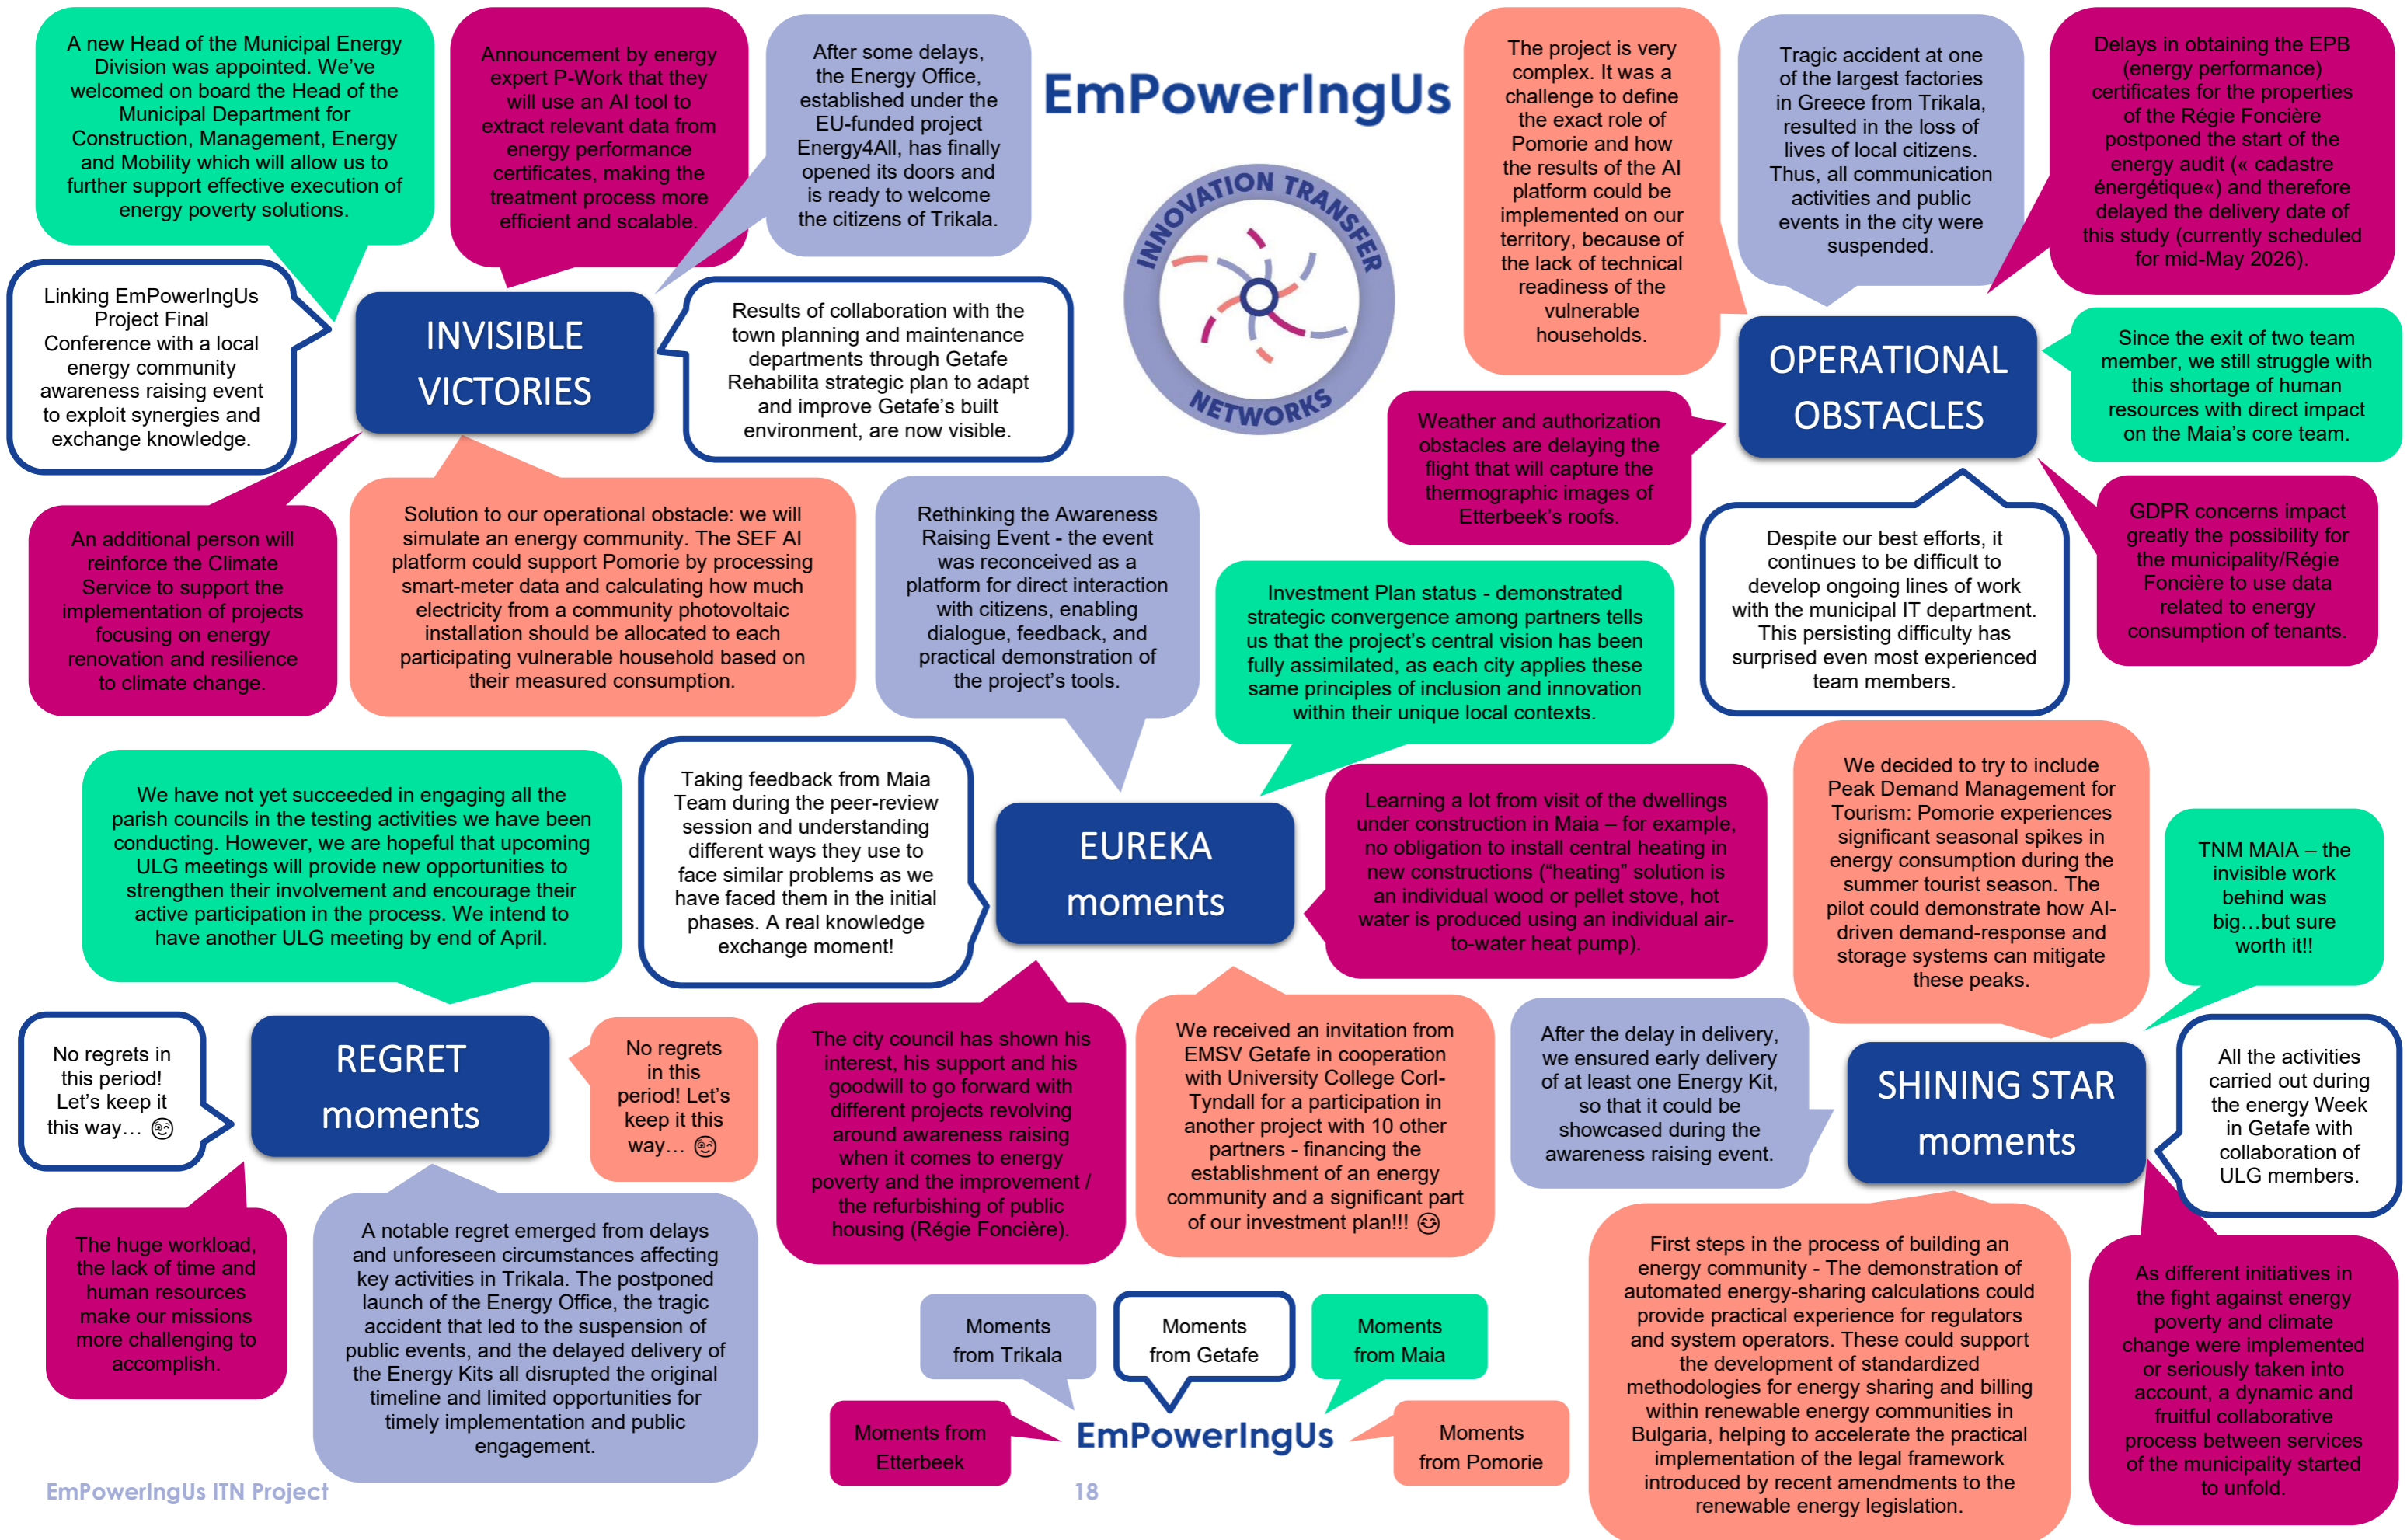 A new Head of the Municipal Energy
Division was appointed. We've
welcomed on board the Head of the
Municipal Department for
Construction, Management, Energy
and Mobility which will allow us to
further support effective execution of
energy poverty solutions.
Announcement by energy
expert P-Work that they
will use an AI tool to
extract relevant data from
energy performance
certificates, making the
treatment process more
efficient and scalable.
After some delays,
the Energy Office,
established under the
EU-funded project
Energy4All, has finally
opened its doors and
is ready to welcome
the citizens of Trikala.
Linking EmPowerIngUs
Project Final
Conference with a local
energy community
awareness raising event
to exploit synergies and
exchange knowledge.
INVISIBLE
VICTORIES
Results of collaboration with the
town planning and maintenance
departments through Getafe
Rehabilita strategic plan to adapt
and improve Getafe's built
environment, are now visible.
An additional person will
reinforce the Climate
Service to support the
implementation of projects
focusing on energy
renovation and resilience
to climate change.
Solution to our operational obstacle: we will
simulate an energy community. The SEF AI
platform could support Pomorie by processing
smart-meter data and calculating how much
electricity from a community photovoltaic
installation should be allocated to each
participating vulnerable household based on
their measured consumption.
EmPowerIngUs
INNOVATION TRANSFER
NETWORKS
The project is very
complex. It was a
challenge to define
the exact role of
Pomorie and how
the results of the AI
platform could be
implemented on our
territory, because of
the lack of technical
readiness of the
vulnerable
households.
Tragic accident at one
of the largest factories
in Greece from Trikala,
resulted in the loss of
lives of local citizens.
Thus, all communication
activities and public
events in the city were
suspended.
Delays in obtaining the EPB
(energy performance)
certificates for the properties
of the Régie Foncière
postponed the start of the
energy audit (« cadastre
énergétique«) and therefore
delayed the delivery date of
this study (currently scheduled
for mid-May 2026).
OPERATIONAL
OBSTACLES
Since the exit of two team
member, we still struggle with
this shortage of human
resources with direct impact
on the Maia's core team.
Weather and authorization
obstacles are delaying the
flight that will capture the
thermographic images of
Etterbeek's roofs.
Despite our best efforts, it
continues to be difficult to
develop ongoing lines of work
with the municipal IT department.
This persisting difficulty has
surprised even most experienced
team members.
GDPR concerns impact
greatly the possibility for
the municipality/Régie
Foncière to use data
related to energy
consumption of tenants.
Rethinking the Awareness
Raising Event - the event
was reconceived as a
platform for direct interaction
with citizens, enabling
dialogue, feedback, and
practical demonstration of
the project's tools.
Investment Plan status - demonstrated
strategic convergence among partners tells
us that the project's central vision has been
fully assimilated, as each city applies these
same principles of inclusion and innovation
within their unique local contexts.
Taking feedback from Maia
Team during the peer-review
session and understanding
different ways they use to
face similar problems as we
have faced them in the initial
phases. A real knowledge
exchange moment!
EUREKA
moments
Learning a lot from visit of the dwellings
under construction in Maia – for example,
no obligation to install central heating in
new constructions ("heating" solution is
an individual wood or pellet stove, hot
water is produced using an individual air-
to-water heat pump).
The city council has shown his
interest, his support and his
goodwill to go forward with
different projects revolving
around awareness raising
when it comes to energy
poverty and the improvement /
the refurbishing of public
housing (Régie Foncière).
We received an invitation from
EMSV Getafe in cooperation
with University College Corl-
Tyndall for a participation in
another project with 10 other
partners - financing the
establishment of an energy
community and a significant part
of our investment plan!!! 😊
We have not yet succeeded in engaging all the
parish councils in the testing activities we have been
conducting. However, we are hopeful that upcoming
ULG meetings will provide new opportunities to
strengthen their involvement and encourage their
active participation in the process. We intend to
have another ULG meeting by end of April.
No regrets in
this period!
Let's keep it
this way… 😉
REGRET
moments
No regrets
in this
period! Let's
keep it this
way… 😉
The huge workload,
the lack of time and
human resources
make our missions
more challenging to
accomplish.
A notable regret emerged from delays
and unforeseen circumstances affecting
key activities in Trikala. The postponed
launch of the Energy Office, the tragic
accident that led to the suspension of
public events, and the delayed delivery of
the Energy Kits all disrupted the original
timeline and limited opportunities for
timely implementation and public
engagement.
We decided to try to include
Peak Demand Management for
Tourism: Pomorie experiences
significant seasonal spikes in
energy consumption during the
summer tourist season. The
pilot could demonstrate how AI-
driven demand-response and
storage systems can mitigate
these peaks.
TNM MAIA – the
invisible work
behind was
big…but sure
worth it!!
After the delay in delivery,
we ensured early delivery
of at least one Energy Kit,
so that it could be
showcased during the
awareness raising event.
SHINING STAR
moments
All the activities
carried out during
the energy Week
in Getafe with
collaboration of
ULG members.
First steps in the process of building an
energy community - The demonstration of
automated energy-sharing calculations could
provide practical experience for regulators
and system operators. These could support
the development of standardized
methodologies for energy sharing and billing
within renewable energy communities in
Bulgaria, helping to accelerate the practical
implementation of the legal framework
introduced by recent amendments to the
renewable energy legislation.
As different initiatives in
the fight against energy
poverty and climate
change were implemented
or seriously taken into
account, a dynamic and
fruitful collaborative
process between services
of the municipality started
to unfold.
Moments
from Trikala
Moments
from Getafe
Moments
from Maia
Moments from
Etterbeek
EmPowerIngUs
Moments
from Pomorie
EmPowerIngUs ITN Project
18